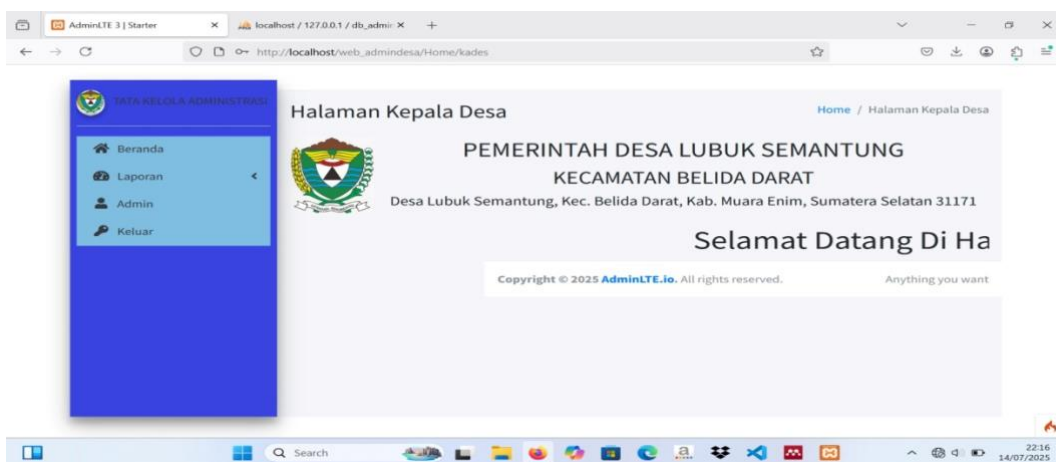 AdminLTE 3 | Starter
localhost / 127.0.0.1 / db_admin
http://localhost/web_admindesa/Home/kades
TATA KELOLA ADMINISTRASI
Beranda
Laporan
Admin
Keluar
Halaman Kepala Desa
Home / Halaman Kepala Desa
PEMERINTAH DESA LUBUK SEMANTUNG
KECAMATAN BELIDA DARAT
Desa Lubuk Semantung, Kec. Belida Darat, Kab. Muara Enim, Sumatera Selatan 31171
Selamat Datang Di Ha
Copyright © 2025 AdminLTE.io. All rights reserved.
Anything you want
Search
22:16
14/07/2025